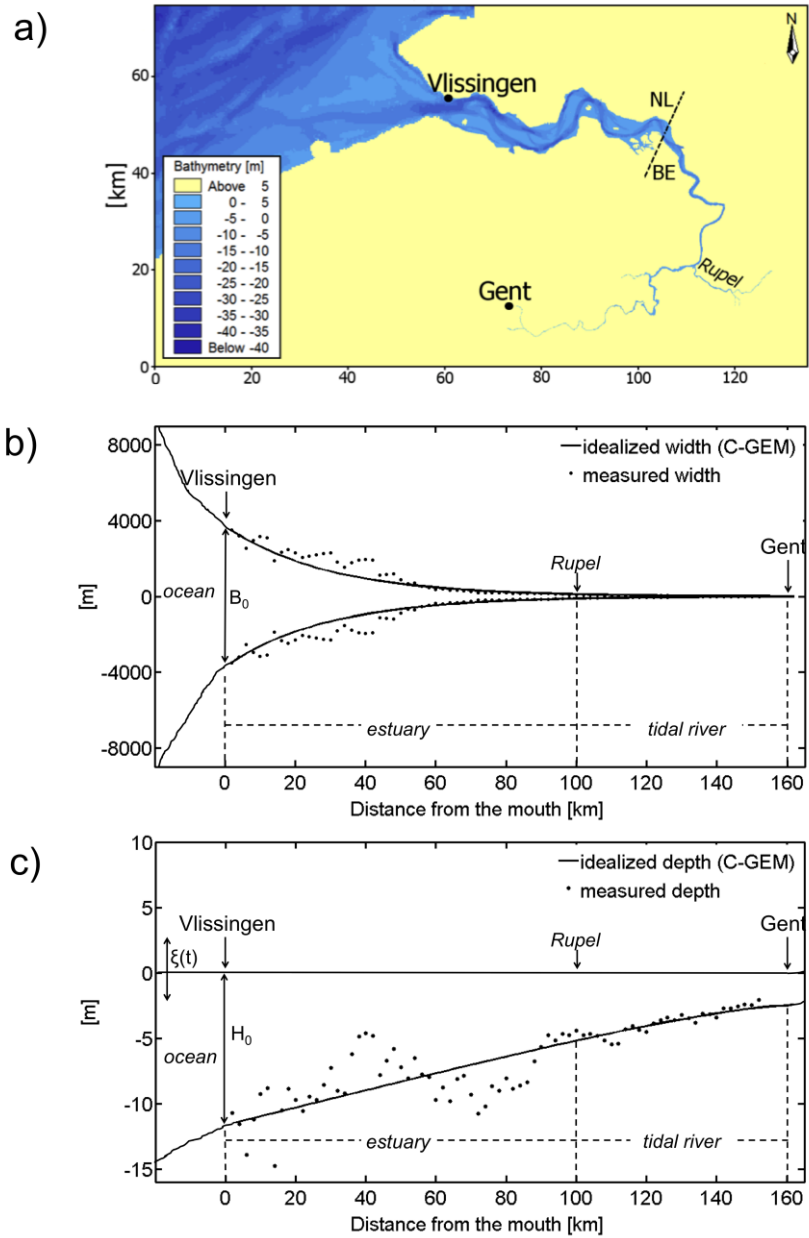 a)
N
60
Vlissingen
NL
BE
[km]
40
Bathymetry [m]
Above 5
0 - 5
-5 - 0
-10 - -5
-15 - -10
-20 - -15
-25 - -20
-30 - -25
-35 - -30
-40 - -35
Below -40
20
Gent
Rupel
0
0 20 40 60 80 100 120
b)
8000
idealized width (C-GEM)
measured width
Vlissingen
4000
Rupel
Gent
[m]
0
ocean
B0
-4000
estuary
tidal river
-8000
0 20 40 60 80 100 120 140 160
Distance from the mouth [km]
c)
10
idealized depth (C-GEM)
measured depth
5
Vlissingen
Rupel
Gent
ξ(t)
0
[m]
-5
H0
ocean
-10
estuary
tidal river
-15
0 20 40 60 80 100 120 140 160
Distance from the mouth [km]